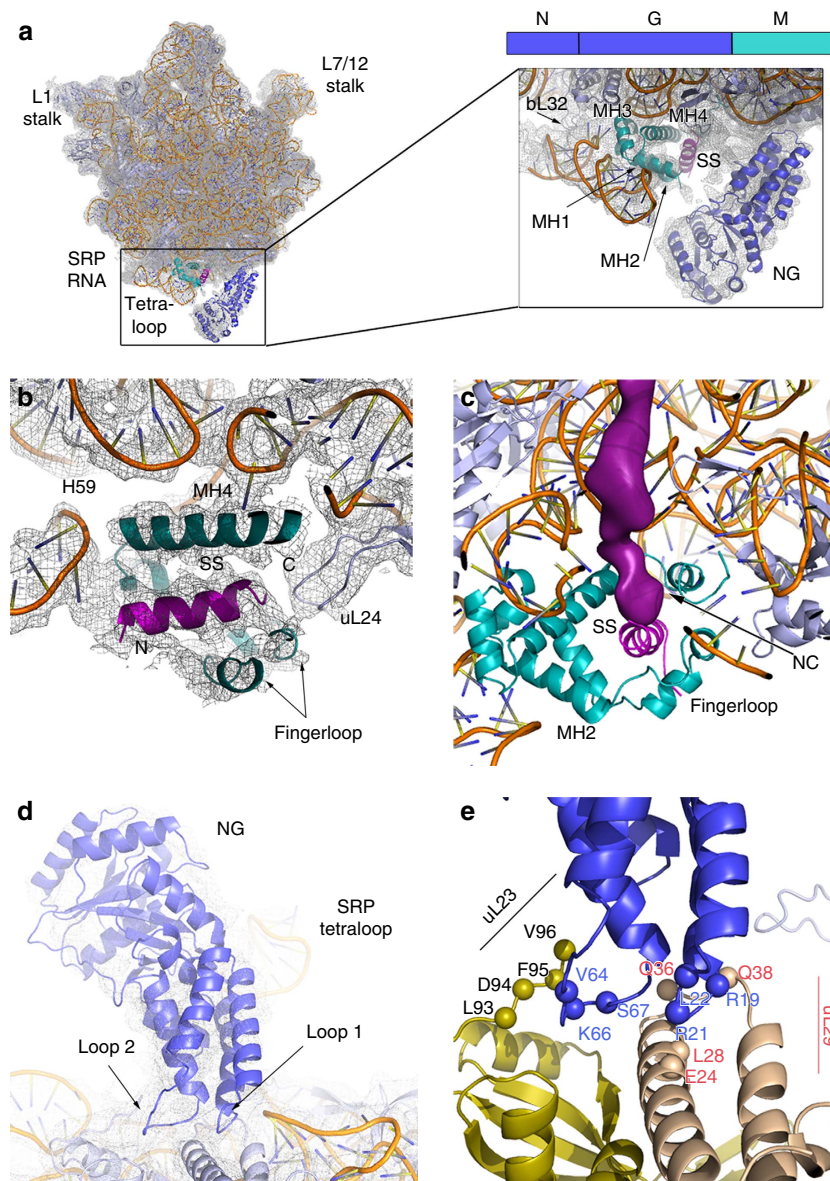 a
N G M
L1
stalk
L7/12
stalk
SRP
RNA
Tetra-
loop
bL32
MH3
MH4
SS
MH1
MH2
NG
b
H59
MH4
SS
C
N
uL24
Fingerloop
c
SS
NC
Fingerloop
MH2
d
NG
SRP
tetraloop
Loop 1
Loop 2
e
uL23
V96
F95
D94
L93
V64
S67
K66
Q36
Q38
L22
R19
R21
L28
E24
uL29